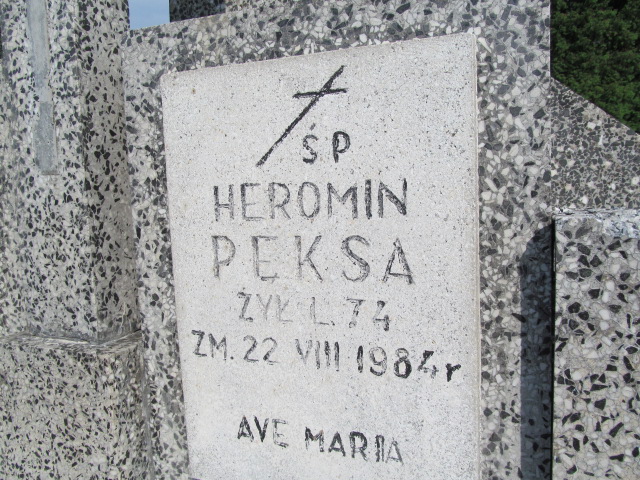 ŚP
HEROMIN
PĘKSA
ŻYŁ L. 74
ZM. 22 VIII 1984 r
AVE MARIA